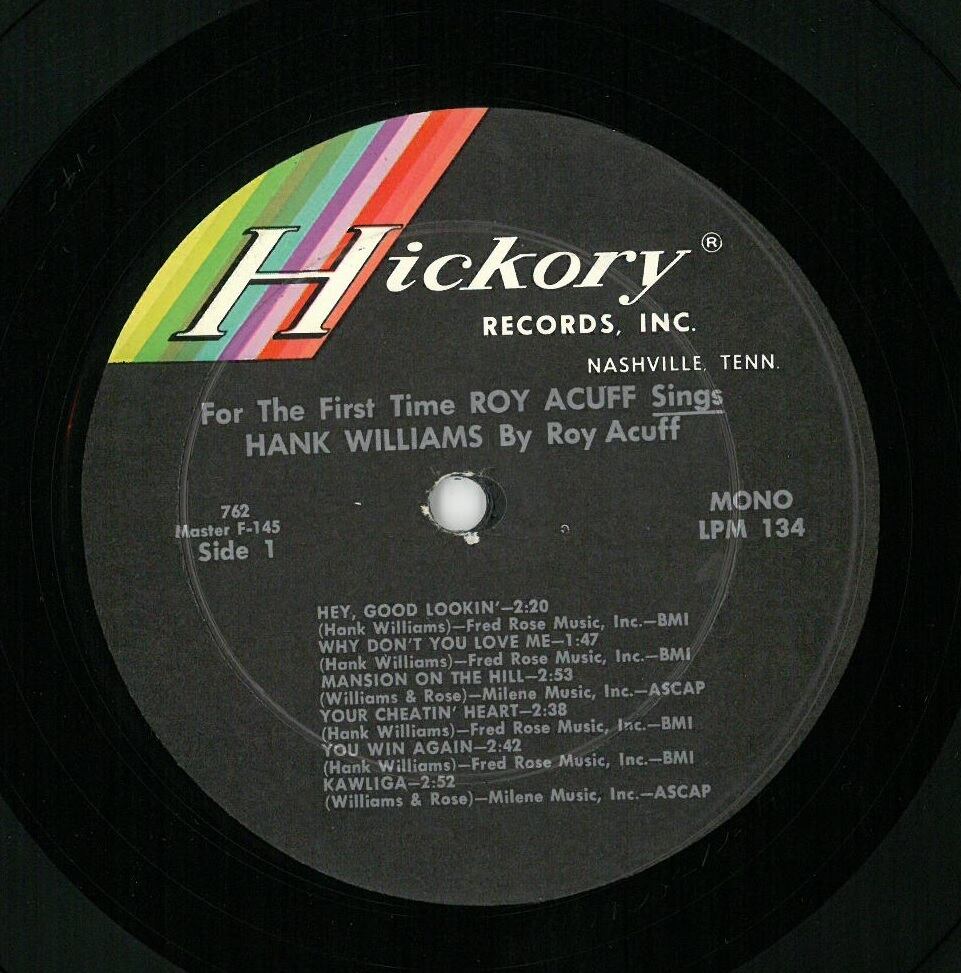 Hickory ®
RECORDS, INC.
NASHVILLE, TENN.
For The First Time ROY ACUFF Sings
HANK WILLIAMS By Roy Acuff
762
Master F-145
Side 1
MONO
LPM 134
HEY, GOOD LOOKIN'—2:20
(Hank Williams)—Fred Rose Music, Inc.—BMI
WHY DON'T YOU LOVE ME—1:47
(Hank Williams)—Fred Rose Music, Inc.—BMI
MANSION ON THE HILL—2:53
(Williams & Rose)—Milene Music, Inc.—ASCAP
YOUR CHEATIN' HEART—2:38
(Hank Williams)—Fred Rose Music, Inc.—BMI
YOU WIN AGAIN—2:42
(Hank Williams)—Fred Rose Music, Inc.—BMI
KAWLIGA—2:52
(Williams & Rose)—Milene Music, Inc.—ASCAP